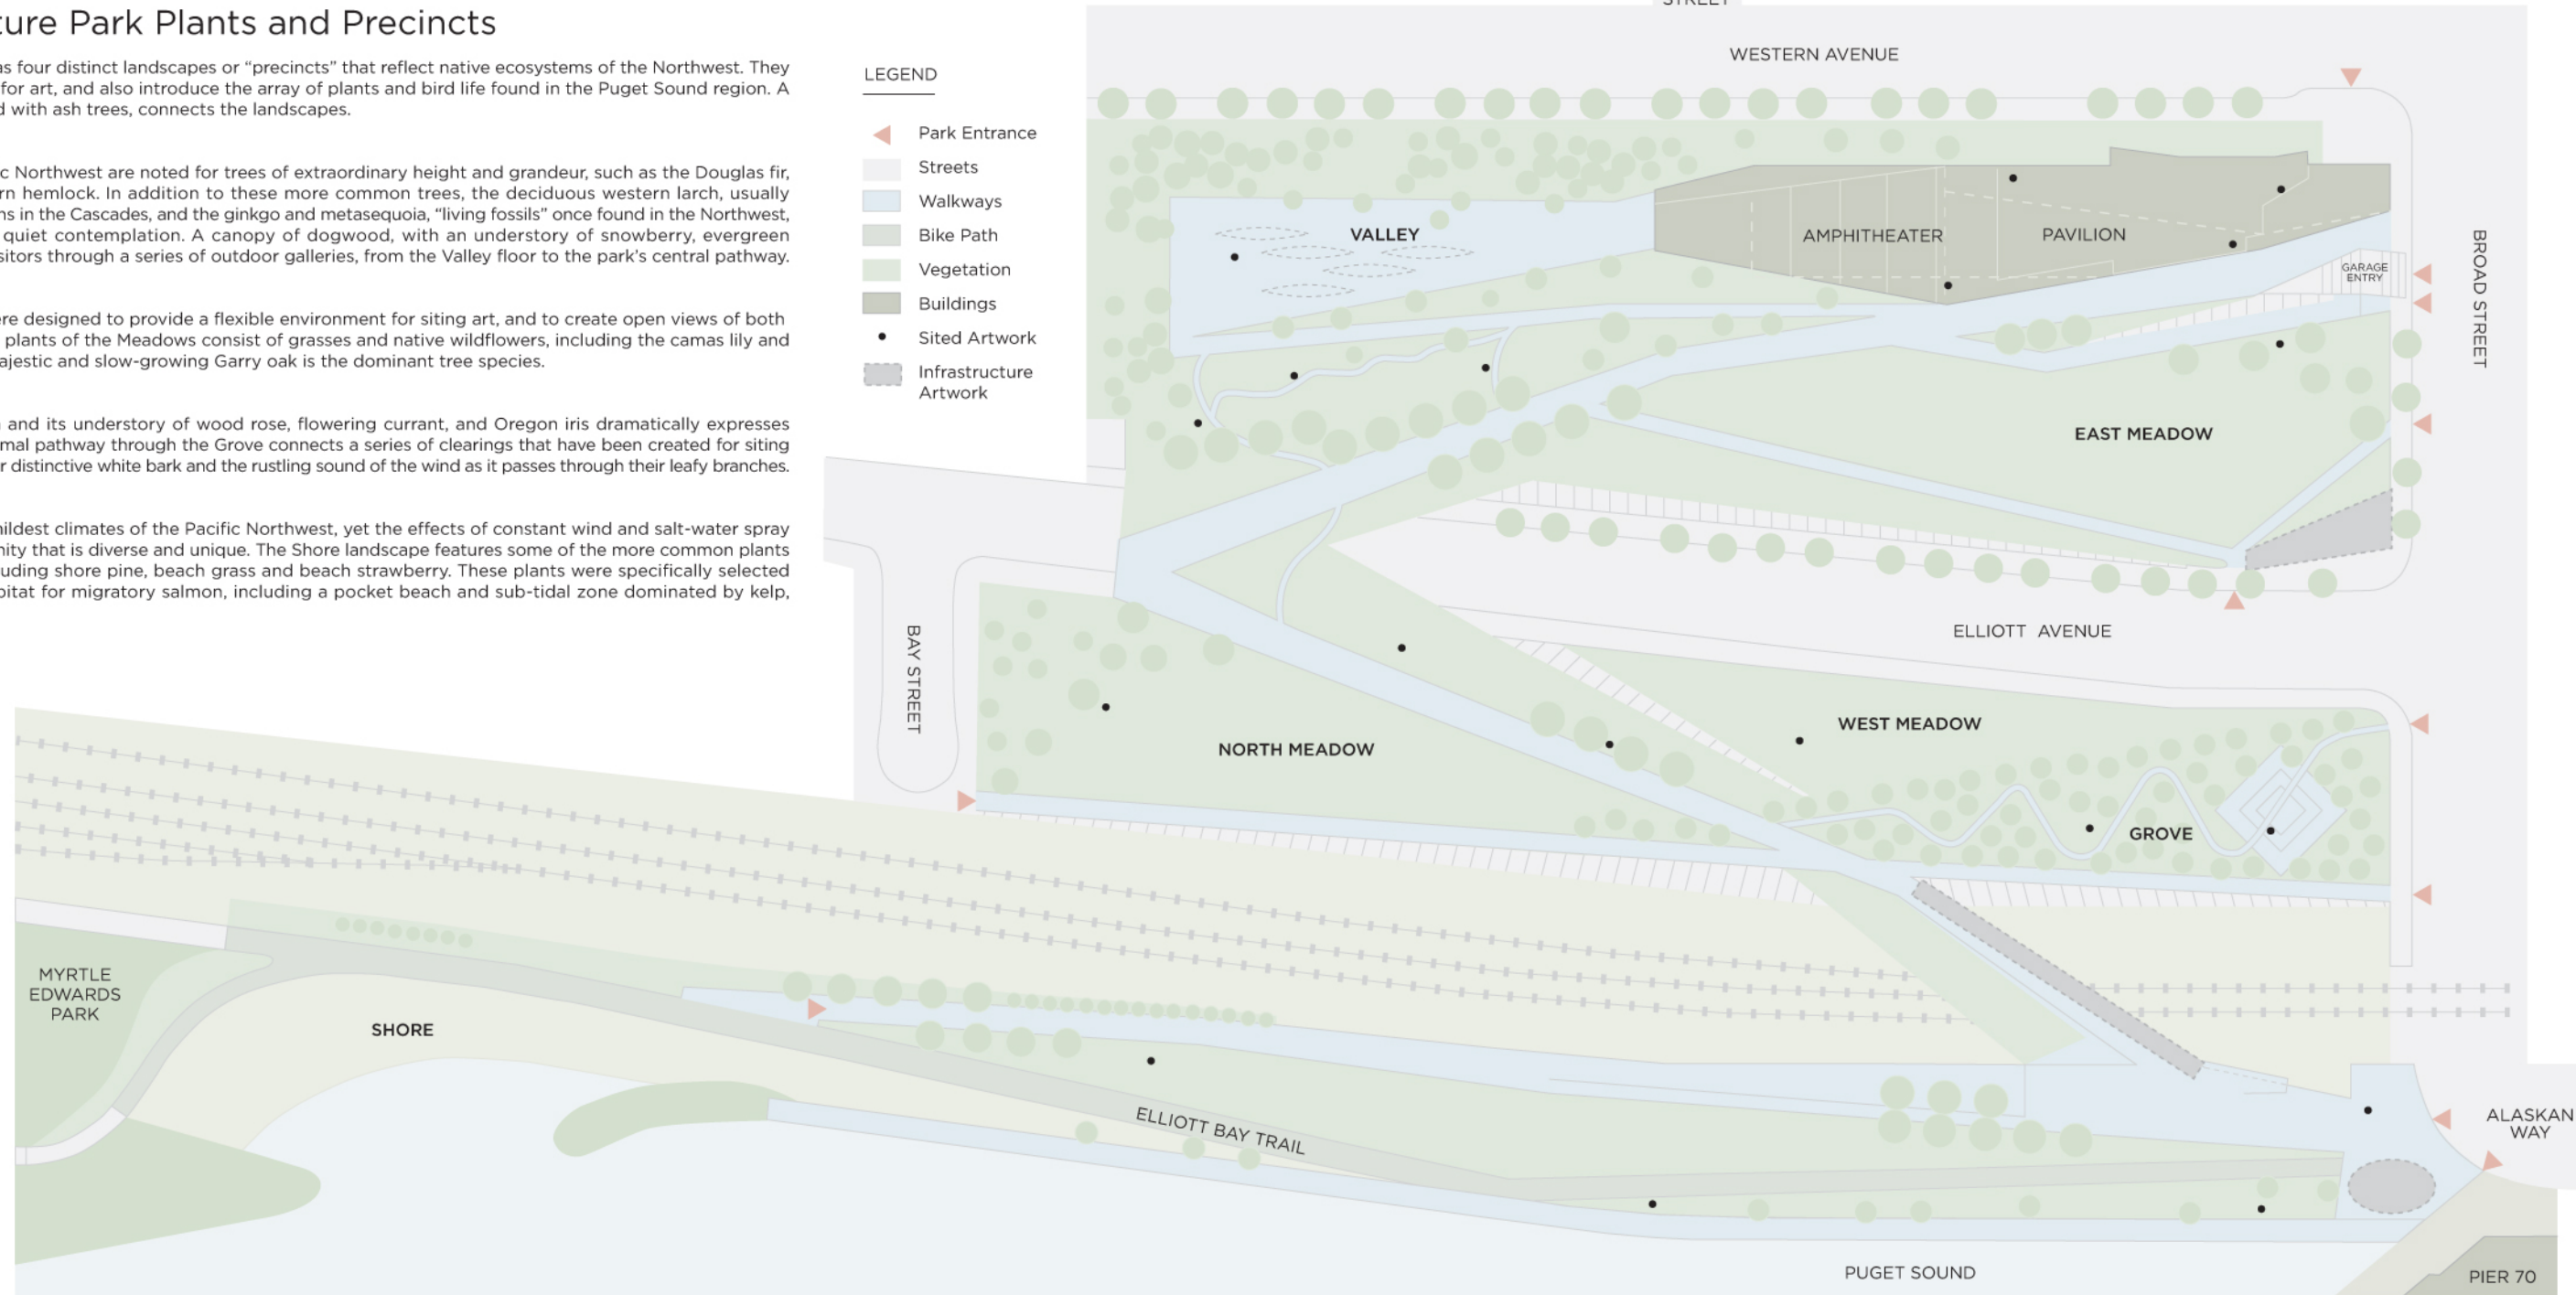 ture Park Plants and Precincts
as four distinct landscapes or “precincts” that reflect native ecosystems of the Northwest. They
for art, and also introduce the array of plants and bird life found in the Puget Sound region. A
d with ash trees, connects the landscapes.
c Northwest are noted for trees of extraordinary height and grandeur, such as the Douglas fir,
rn hemlock. In addition to these more common trees, the deciduous western larch, usually
ns in the Cascades, and the ginkgo and metasequoia, “living fossils” once found in the Northwest,
quiet contemplation. A canopy of dogwood, with an understory of snowberry, evergreen
sitors through a series of outdoor galleries, from the Valley floor to the park’s central pathway.
ere designed to provide a flexible environment for siting art, and to create open views of both
plants of the Meadows consist of grasses and native wildflowers, including the camas lily and
ajestic and slow-growing Garry oak is the dominant tree species.
and its understory of wood rose, flowering currant, and Oregon iris dramatically expresses
mal pathway through the Grove connects a series of clearings that have been created for siting
r distinctive white bark and the rustling sound of the wind as it passes through their leafy branches.
mildest climates of the Pacific Northwest, yet the effects of constant wind and salt-water spray
nity that is diverse and unique. The Shore landscape features some of the more common plants
uding shore pine, beach grass and beach strawberry. These plants were specifically selected
bitat for migratory salmon, including a pocket beach and sub-tidal zone dominated by kelp,
LEGEND
Park Entrance
Streets
Walkways
Bike Path
Vegetation
Buildings
Sited Artwork
Infrastructure
Artwork
STREET
WESTERN AVENUE
VALLEY
AMPHITHEATER
PAVILION
GARAGE
ENTRY
BROAD STREET
EAST MEADOW
ELLIOTT AVENUE
BAY STREET
NORTH MEADOW
WEST MEADOW
GROVE
MYRTLE
EDWARDS
PARK
SHORE
ELLIOTT BAY TRAIL
ALASKAN
WAY
PUGET SOUND
PIER 70